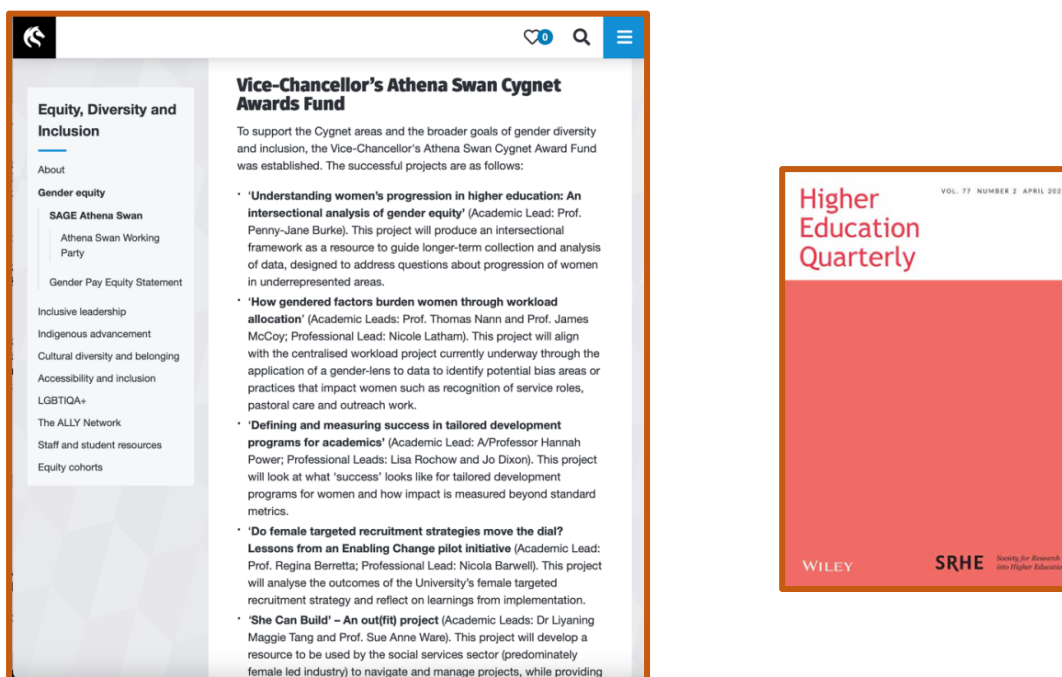 0
Equity, Diversity and
Inclusion
About
Gender equity
SAGE Athena Swan
Athena Swan Working
Party
Gender Pay Equity Statement
Inclusive leadership
Indigenous advancement
Cultural diversity and belonging
Accessibility and inclusion
LGBTIQA+
The ALLY Network
Staff and student resources
Equity cohorts
Vice-Chancellor's Athena Swan Cygnet
Awards Fund
To support the Cygnet areas and the broader goals of gender diversity
and inclusion, the Vice-Chancellor's Athena Swan Cygnet Award Fund
was established. The successful projects are as follows:
• 'Understanding women's progression in higher education: An
intersectional analysis of gender equity' (Academic Lead: Prof.
Penny-Jane Burke). This project will produce an intersectional
framework as a resource to guide longer-term collection and analysis
of data, designed to address questions about progression of women
in underrepresented areas.
• 'How gendered factors burden women through workload
allocation' (Academic Leads: Prof. Thomas Nann and Prof. James
McCoy; Professional Lead: Nicole Latham). This project will align
with the centralised workload project currently underway through the
application of a gender-lens to data to identify potential bias areas or
practices that impact women such as recognition of service roles,
pastoral care and outreach work.
• 'Defining and measuring success in tailored development
programs for academics' (Academic Lead: A/Professor Hannah
Power; Professional Leads: Lisa Rochow and Jo Dixon). This project
will look at what 'success' looks like for tailored development
programs for women and how impact is measured beyond standard
metrics.
• 'Do female targeted recruitment strategies move the dial?
Lessons from an Enabling Change pilot initiative (Academic Lead:
Prof. Regina Berretta; Professional Lead: Nicola Barwell). This project
will analyse the outcomes of the University's female targeted
recruitment strategy and reflect on learnings from implementation.
• 'She Can Build' – An out(fit) project (Academic Leads: Dr Liyaning
Maggie Tang and Prof. Sue Anne Ware). This project will develop a
resource to be used by the social services sector (predominately
female led industry) to navigate and manage projects, while providing
Higher
Education
Quarterly
VOL. 77 NUMBER 2 APRIL 202
WILEY
SRHE
Society for Research
into Higher Educatio